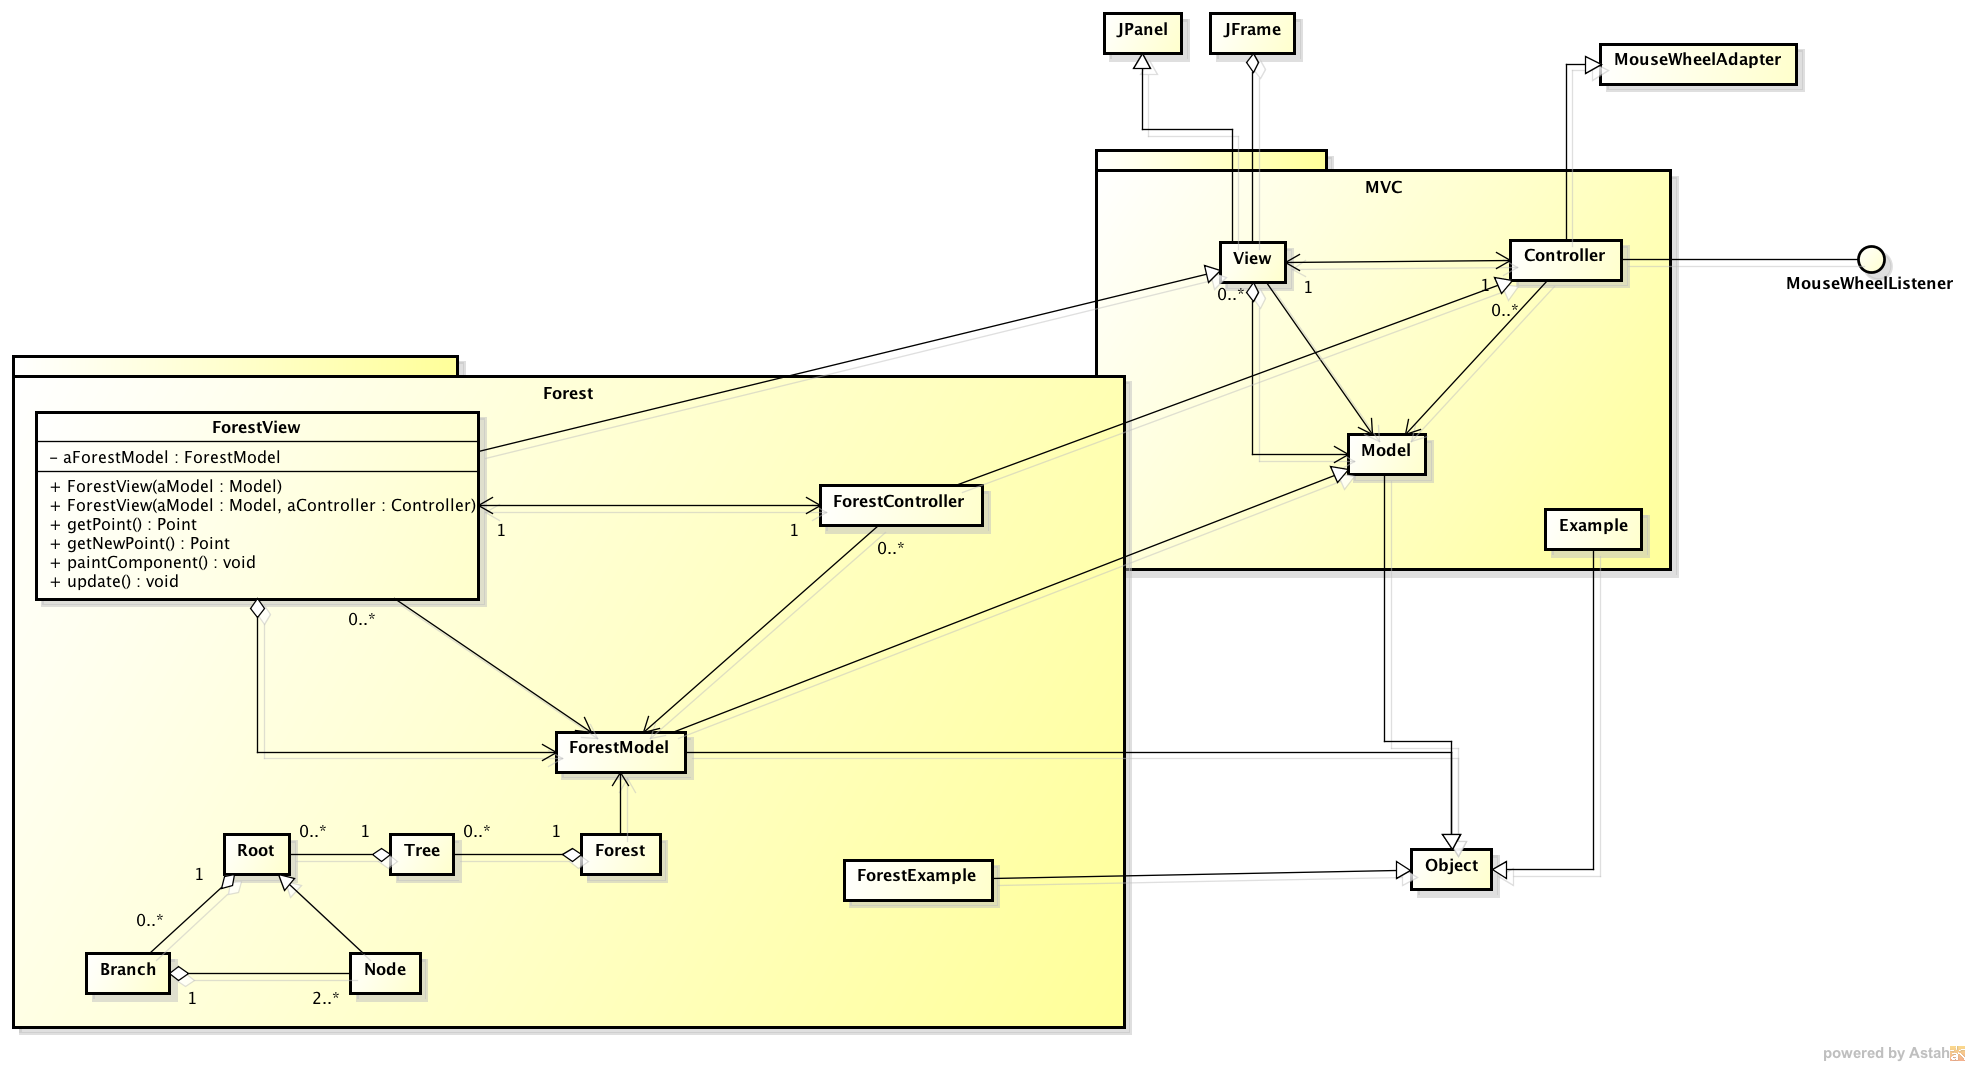 JPanel
JFrame
MouseWheelAdapter
MVC
View
Controller
MouseWheelListener
0..*
1
1
0..*
Forest
ForestView
- aForestModel : ForestModel
+ ForestView(aModel : Model)
+ ForestView(aModel : Model, aController : Controller)
+ getPoint() : Point
+ getNewPoint() : Point
+ paintComponent() : void
+ update() : void
Model
ForestController
Example
1
1
0..*
0..*
ForestModel
0..*
1
0..*
1
Root
Tree
Forest
ForestExample
Object
1
0..*
Branch
Node
1
2..*
powered by Astah